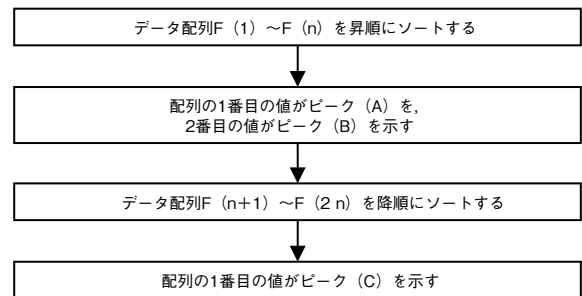 データ配列F（1）～F（n）を昇順にソートする
配列の1番目の値がピーク（A）を,
2番目の値がピーク（B）を示す
データ配列F（n＋1）～F（2 n）を降順にソートする
配列の1番目の値がピーク（C）を示す